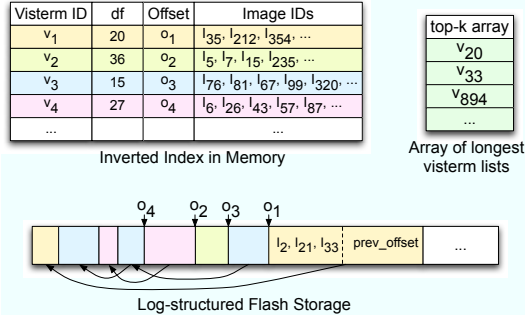 Visterm ID df Offset Image IDs
v1 20 o1 I35, I212, I354, ...
v2 36 o2 I5, I7, I15, I235, ...
v3 15 o3 I76, I81, I67, I99, I320, ...
v4 27 o4 I6, I26, I43, I57, I87, ...
... ...
Inverted Index in Memory
top-k array
v20
v33
v894
...
Array of longest
visterm lists
o4 o2 o3 o1
I2, I21, I33 prev_offset ...
Log-structured Flash Storage